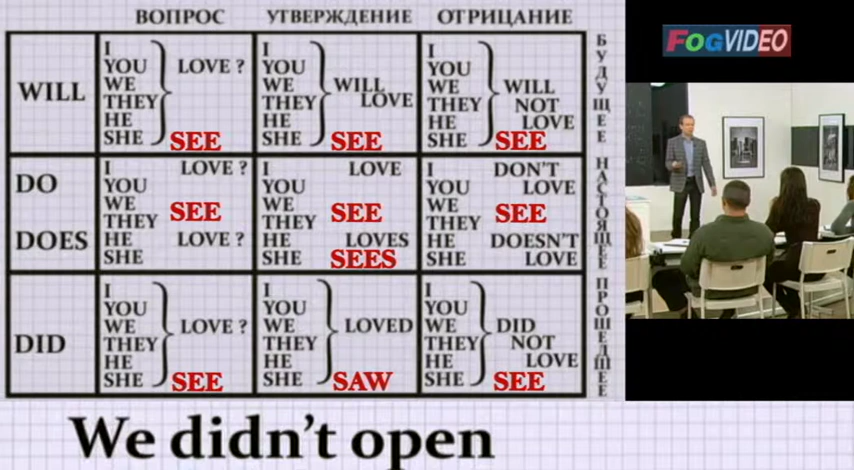 ВОПРОС УТВЕРЖДЕНИЕ ОТРИЦАНИЕ
WILL
I
YOU
WE
THEY
HE
SHE
LOVE ?
SEE
I
YOU
WE
THEY
HE
SHE
WILL
LOVE
SEE
I
YOU
WE
THEY
HE
SHE
WILL
NOT
LOVE
SEE
БУДУЩЕЕ
DO
DOES
I
YOU
WE
THEY
HE
SHE
LOVE ?
SEE
LOVE ?
I
YOU
WE
THEY
HE
SHE
LOVE
SEE
LOVES
SEES
I
YOU
WE
THEY
HE
SHE
DON'T
LOVE
SEE
DOESN'T
LOVE
НАСТОЯЩЕЕ
DID
I
YOU
WE
THEY
HE
SHE
LOVE ?
SEE
I
YOU
WE
THEY
HE
SHE
LOVED
SAW
I
YOU
WE
THEY
HE
SHE
DID
NOT
LOVE
SEE
ПРОШЕДШЕЕ
We didn't open
FOGVIDEO